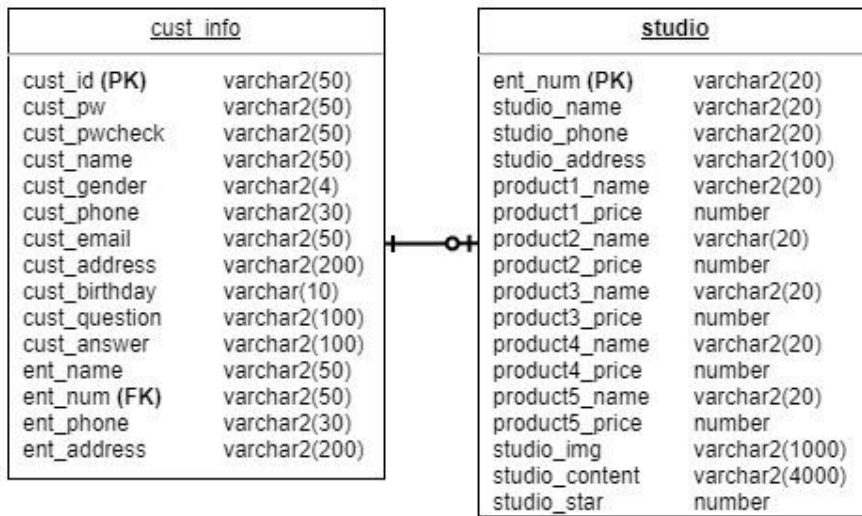 cust_info
cust_id (PK) varchar2(50)
cust_pw varchar2(50)
cust_pwcheck varchar2(50)
cust_name varchar2(50)
cust_gender varchar2(4)
cust_phone varchar2(30)
cust_email varchar2(50)
cust_address varchar2(200)
cust_birthday varchar(10)
cust_question varchar2(100)
cust_answer varchar2(100)
ent_name varchar2(50)
ent_num (FK) varchar2(50)
ent_phone varchar2(30)
ent_address varchar2(200)
studio
ent_num (PK) varchar2(20)
studio_name varchar2(20)
studio_phone varchar2(20)
studio_address varchar2(100)
product1_name varcher2(20)
product1_price number
product2_name varchar(20)
product2_price number
product3_name varchar2(20)
product3_price number
product4_name varchar2(20)
product4_price number
product5_name varchar2(20)
product5_price number
studio_img varchar2(1000)
studio_content varchar2(4000)
studio_star number